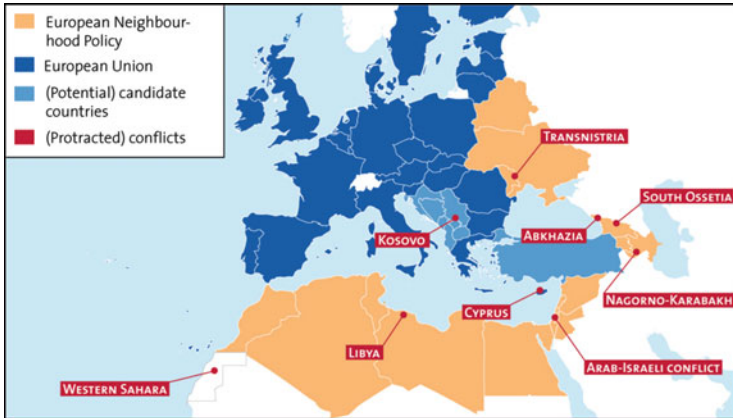 European Neighbour-
hood Policy
European Union
(Potential) candidate
countries
(Protracted) conflicts
TRANSNISTRIA
SOUTH OSSETIA
KOSOVO
ABKHAZIA
NAGORNO-KARABAKH
CYPRUS
LIBYA
ARAB-ISRAELI CONFLICT
WESTERN SAHARA